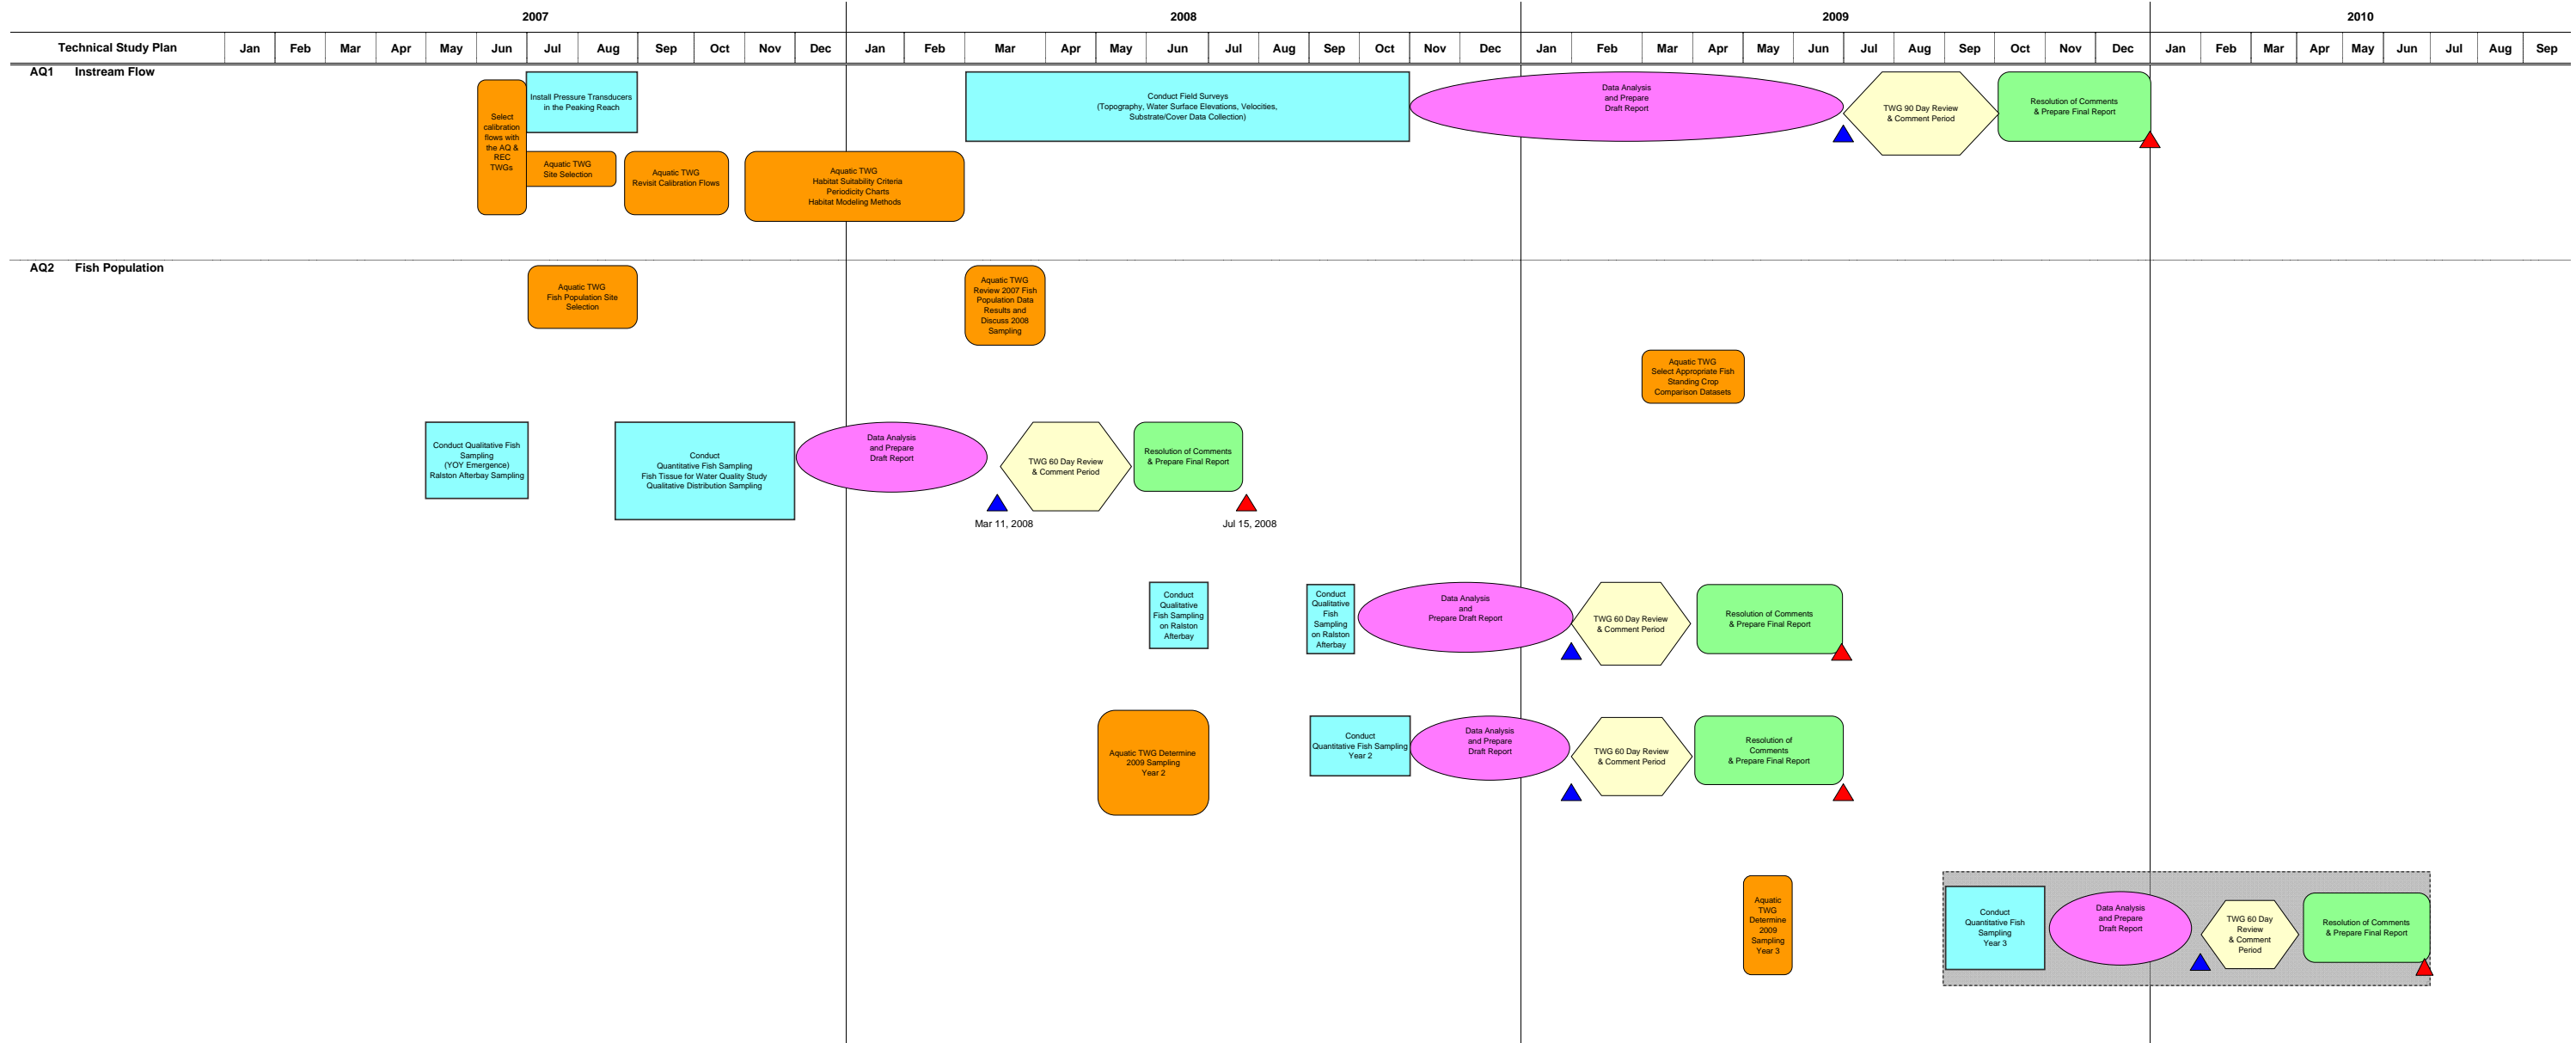 2007
2008
2009
2010
Technical Study Plan
Jan
Feb
Mar
Apr
May
Jun
Jul
Aug
Sep
Oct
Nov
Dec
Jan
Feb
Mar
Apr
May
Jun
Jul
Aug
Sep
Oct
Nov
Dec
Jan
Feb
Mar
Apr
May
Jun
Jul
Aug
Sep
Oct
Nov
Dec
Jan
Feb
Mar
Apr
May
Jun
Jul
Aug
Sep
AQ1 Instream Flow
Select
calibration
flows with
the AQ &
REC
TWGs
Install Pressure Transducers
in the Peaking Reach
Aquatic TWG
Site Selection
Aquatic TWG
Revisit Calibration Flows
Aquatic TWG
Habitat Suitability Criteria
Periodicity Charts
Habitat Modeling Methods
Conduct Field Surveys
(Topography, Water Surface Elevations, Velocities,
Substrate/Cover Data Collection)
Data Analysis
and Prepare
Draft Report
TWG 90 Day Review
& Comment Period
Resolution of Comments
& Prepare Final Report
AQ2 Fish Population
Aquatic TWG
Fish Population Site
Selection
Aquatic TWG
Review 2007 Fish
Population Data
Results and
Discuss 2008
Sampling
Aquatic TWG
Select Appropriate Fish
Standing Crop
Comparison Datasets
Conduct Qualitative Fish
Sampling
(YOY Emergence)
Ralston Afterbay Sampling
Conduct
Quantitative Fish Sampling
Fish Tissue for Water Quality Study
Qualitative Distribution Sampling
Data Analysis
and Prepare
Draft Report
TWG 60 Day Review
& Comment Period
Resolution of Comments
& Prepare Final Report
Mar 11, 2008
Jul 15, 2008
Conduct
Qualitative
Fish Sampling
on Ralston
Afterbay
Conduct
Qualitative
Fish
Sampling
on Ralston
Afterbay
Data Analysis
and
Prepare Draft Report
TWG 60 Day Review
& Comment Period
Resolution of Comments
& Prepare Final Report
Aquatic TWG Determine
2009 Sampling
Year 2
Conduct
Quantitative Fish Sampling
Year 2
Data Analysis
and Prepare
Draft Report
TWG 60 Day Review
& Comment Period
Resolution of
Comments
& Prepare Final Report
Aquatic
TWG
Determine
2009
Sampling
Year 3
Conduct
Quantitative Fish
Sampling
Year 3
Data Analysis
and Prepare
Draft Report
TWG 60 Day
Review
& Comment
Period
Resolution of Comments
& Prepare Final Report